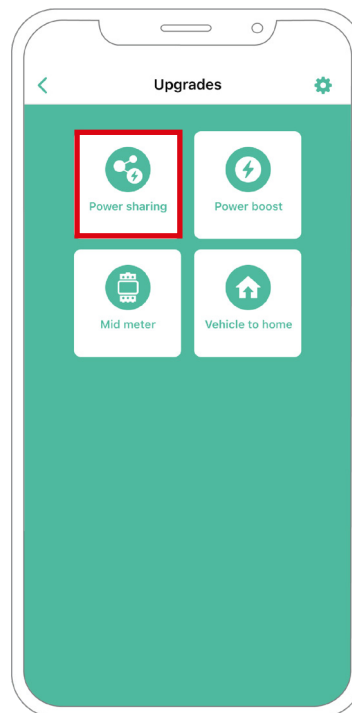 Upgrades
Power sharing
Power boost
Mid meter
Vehicle to home